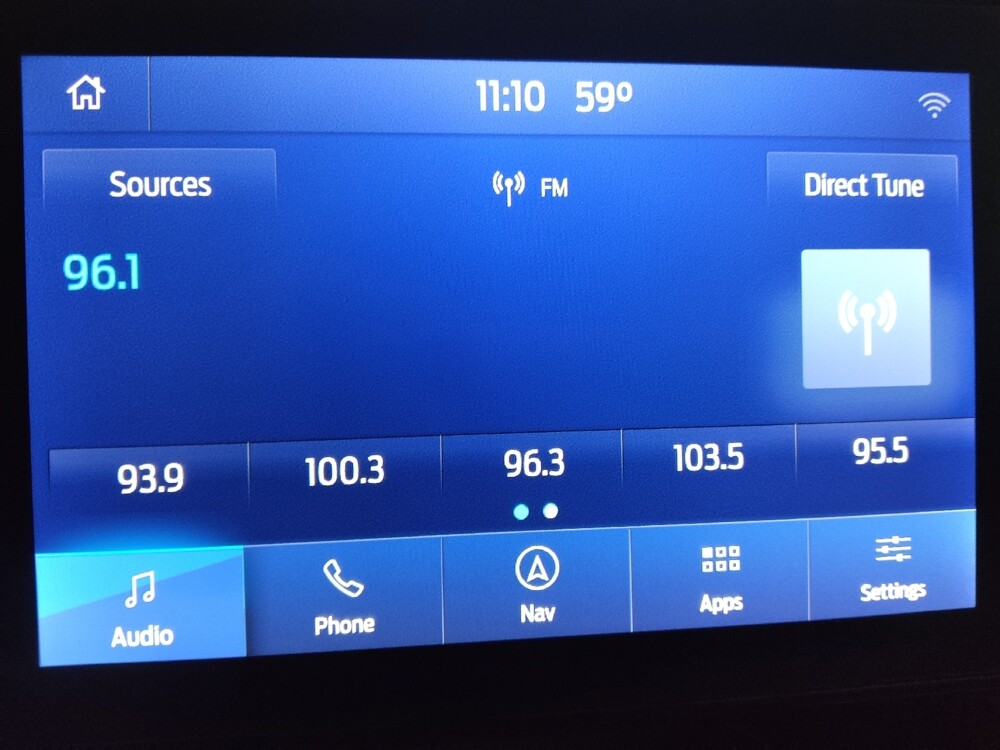 11:10 59º
Sources FM Direct Tune
96.1
93.9 100.3 96.3 103.5 95.5
Audio Phone Nav Apps Settings